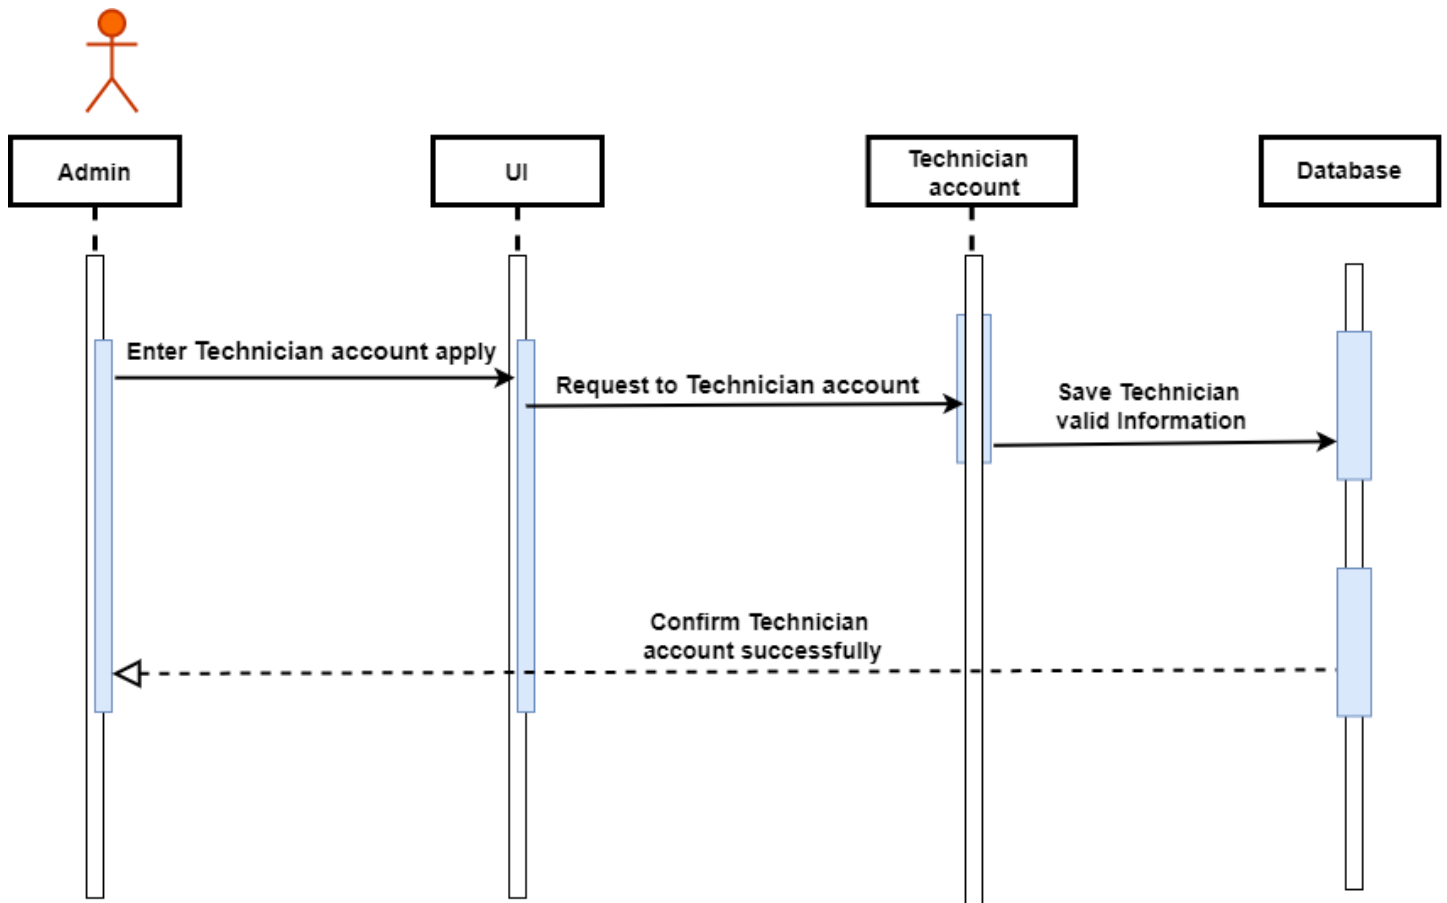 Admin
UI
Technician
account
Database
Enter Technician account apply
Request to Technician account
Save Technician
valid Information
Confirm Technician
account successfully